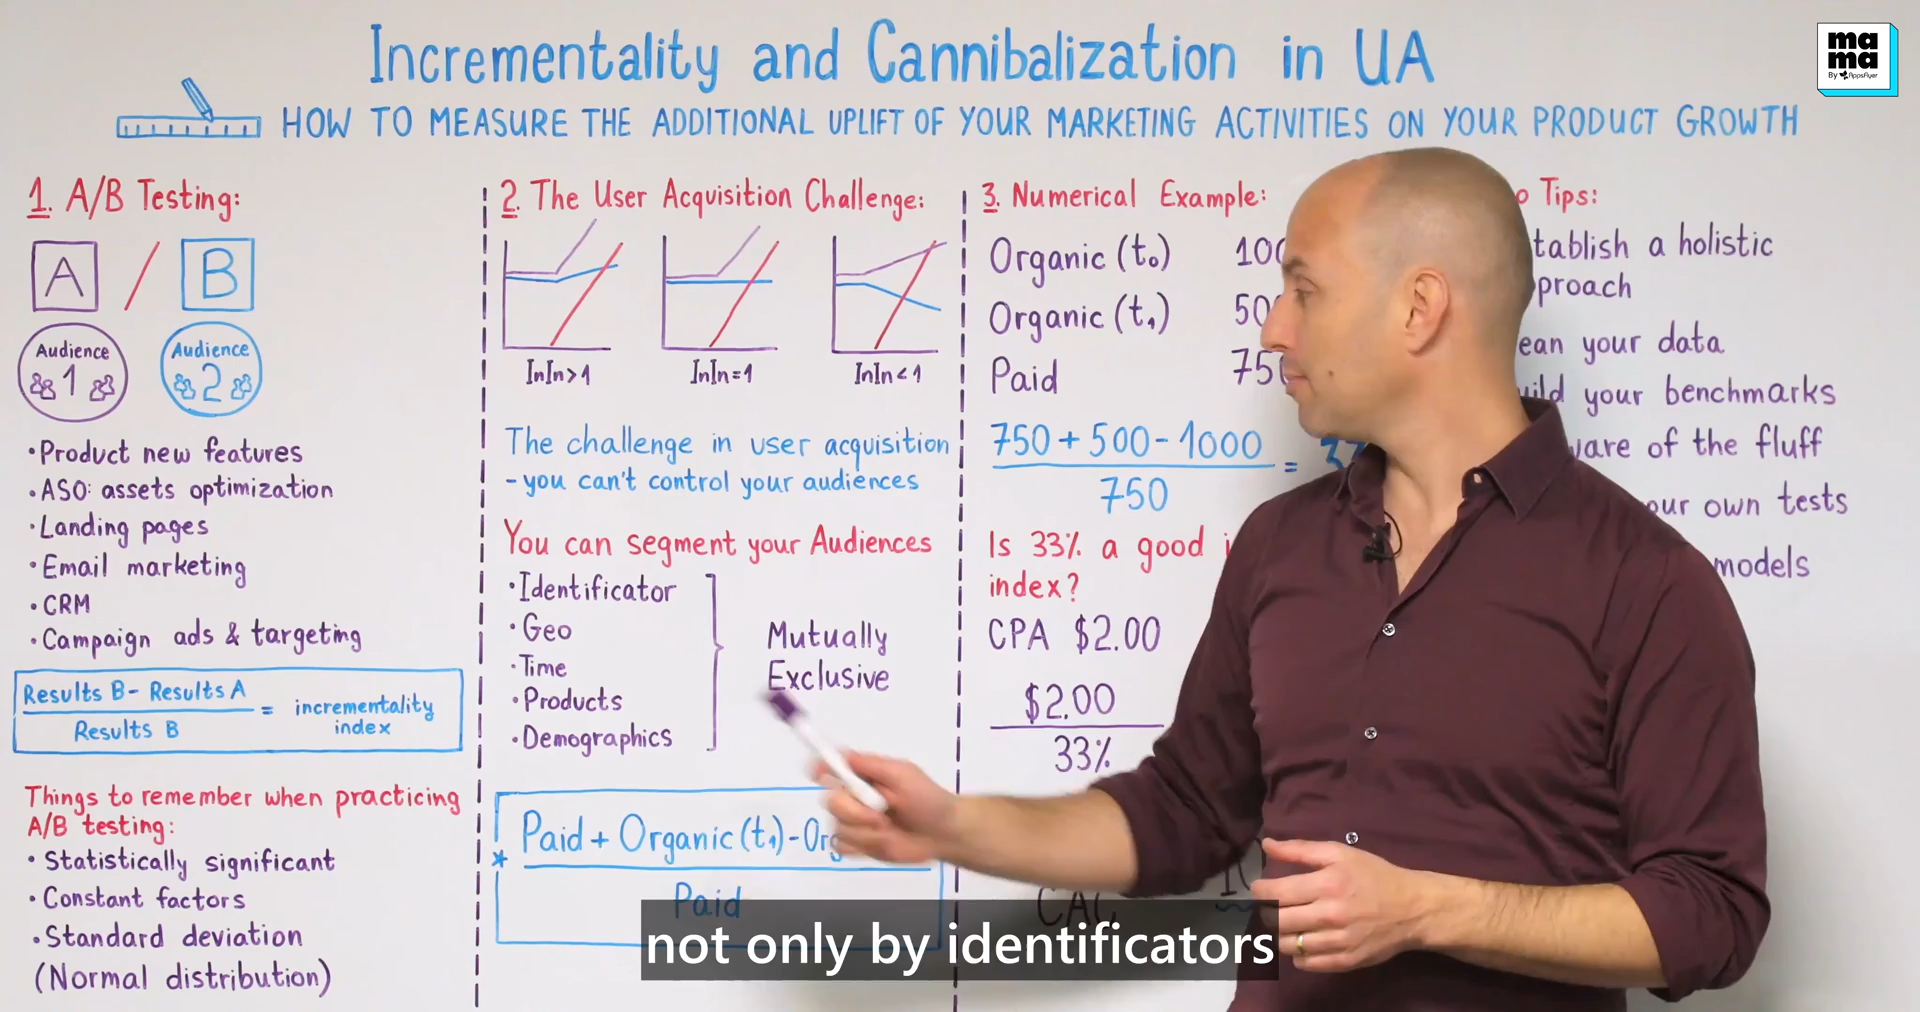 Incrementality and Cannibalization in UA
HOW TO MEASURE THE ADDITIONAL UPLIFT OF YOUR MARKETING ACTIVITIES ON YOUR PRODUCT GROWTH
ma
ma
By AppsFlyer
1. A/B Testing:
A / B
Audience
1
Audience
2
•Product new features
•ASO: assets optimization
•Landing pages
•Email marketing
•CRM
•Campaign ads & targeting
Results B - Results A
Results B
= incrementality
index
Things to remember when practicing
A/B testing:
•Statistically significant
•Constant factors
•Standard deviation
(Normal distribution)
2. The User Acquisition Challenge:
InIn>1
InIn=1
InIn<1
The challenge in user acquisition
- you can't control your audiences
You can segment your Audiences
•Identificator
•Geo
•Time
•Products
•Demographics
Mutually
Exclusive
* Paid + Organic (t₁) -
Paid
3. Numerical Example:
Organic (t₀)
Organic (t₁)
Paid
750 + 500 - 1000
750
=
Is 33% a good
index?
CPA $2.00
$2.00
33%
Tips:
a holistic
your data
your benchmarks
of the fluff
own tests
models
not only by identificators